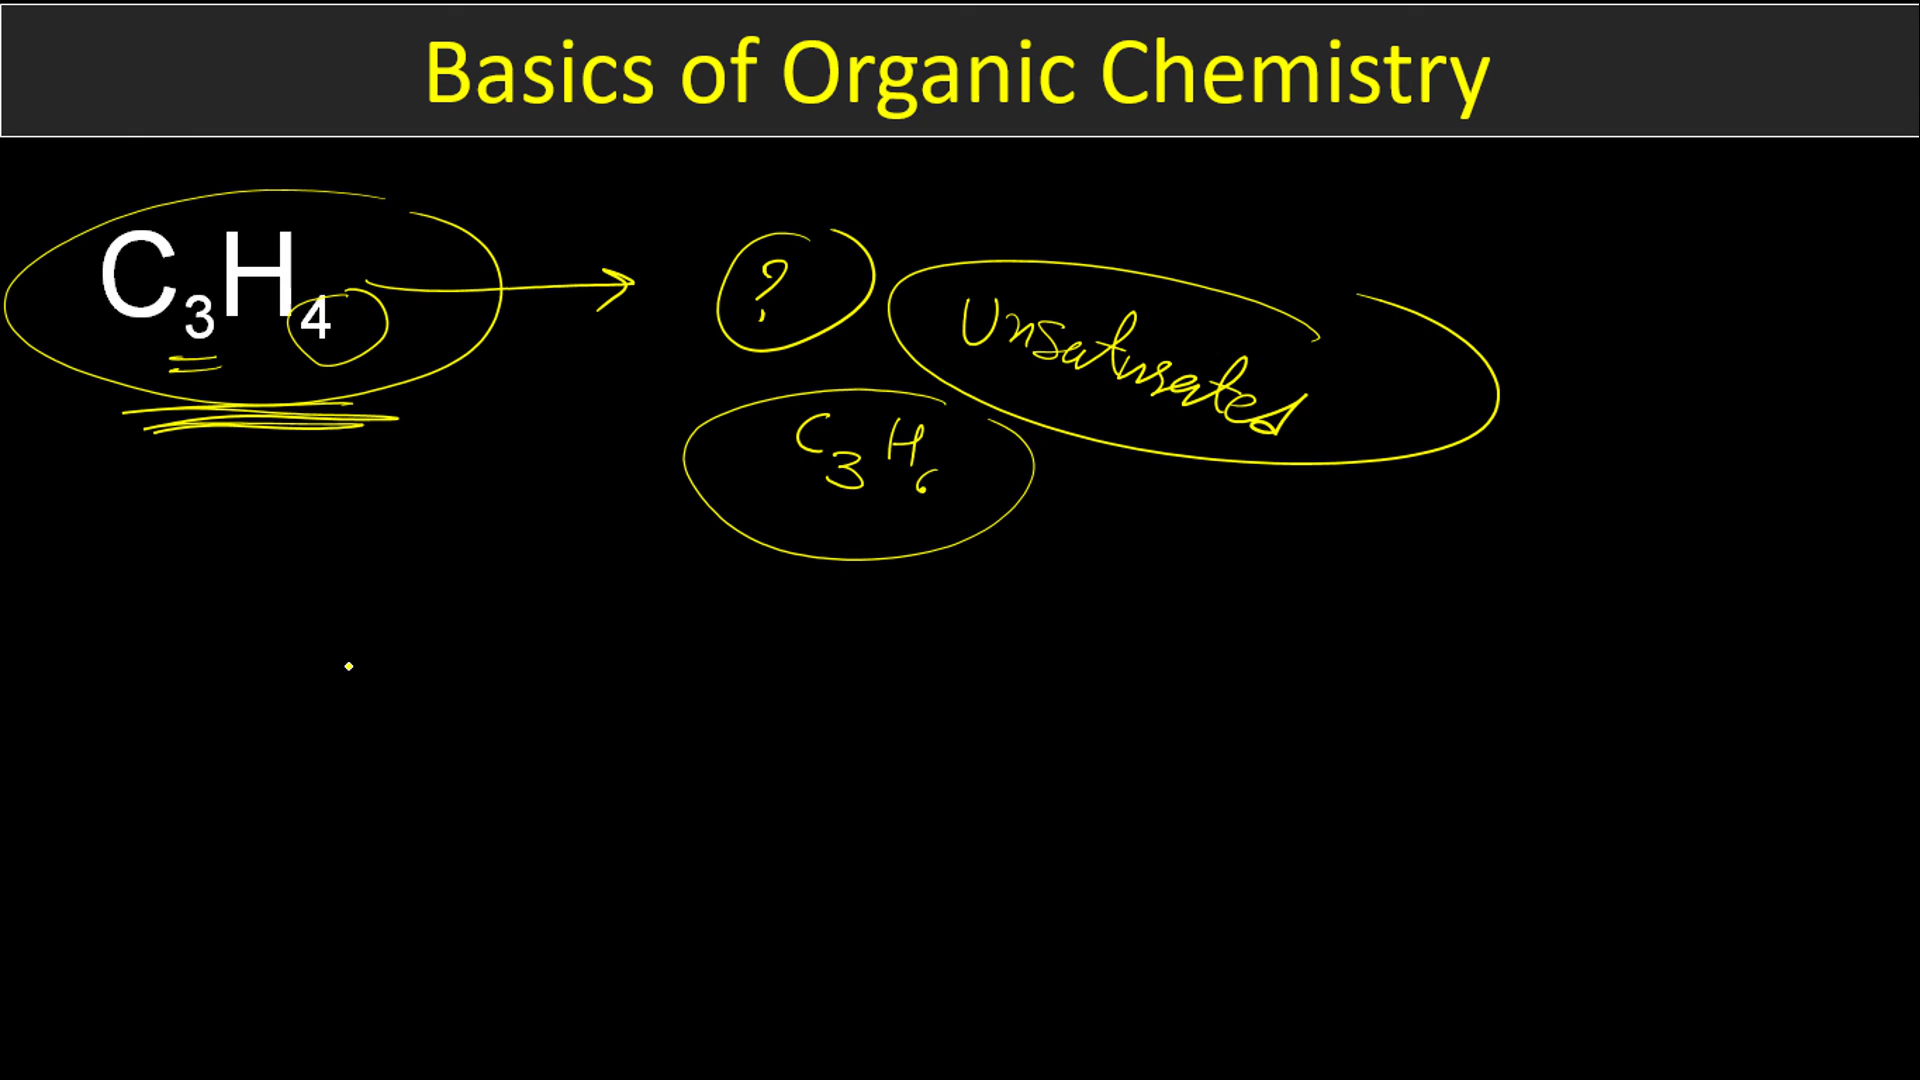 Basics of Organic Chemistry
C₃H₄
?
Unsaturated
C₃H₆